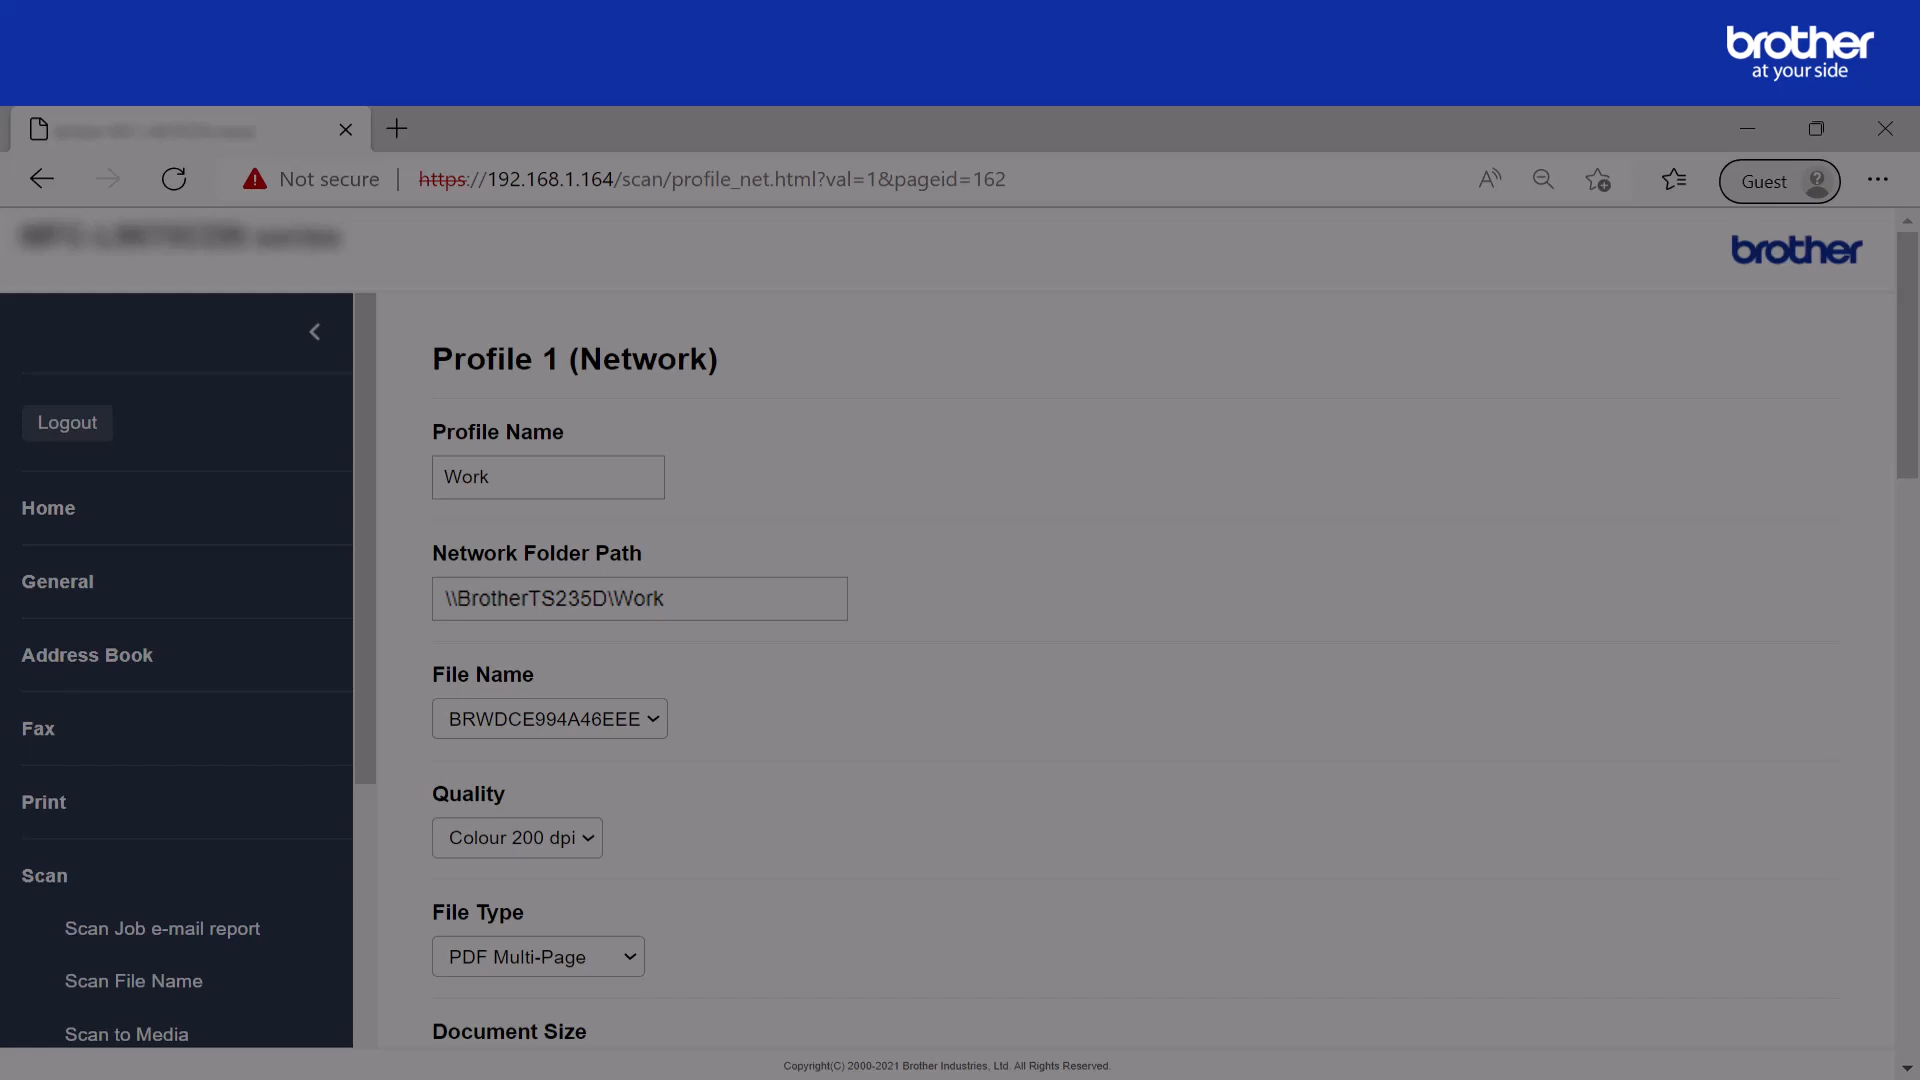 brother
at your side
Not secure
https://192.168.1.164/scan/profile_net.html?val=1&pageid=162
A
Guest
brother
Profile 1 (Network)
Logout
Profile Name
Work
Home
Network Folder Path
General
\\BrotherTS235D\Work
Address Book
File Name
BRWDCE994A46EEE
Fax
Quality
Print
Colour 200 dpi
Scan
File Type
Scan Job e-mail report
PDF Multi-Page
Scan File Name
Document Size
Scan to Media
Copyright(C) 2000-2021 Brother Industries, Ltd. All Rights Reserved.